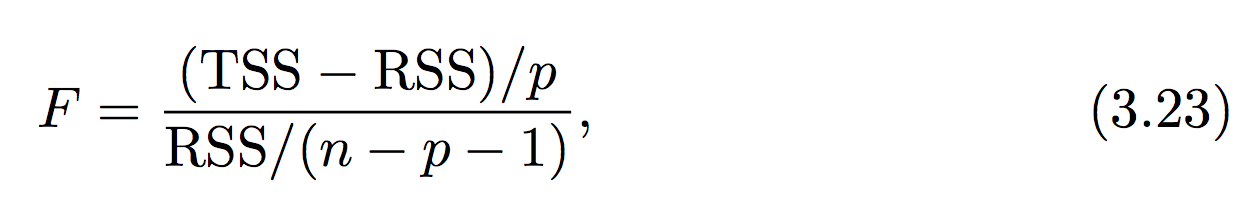 F = (TSS − RSS)/p / RSS/(n − p − 1), (3.23)